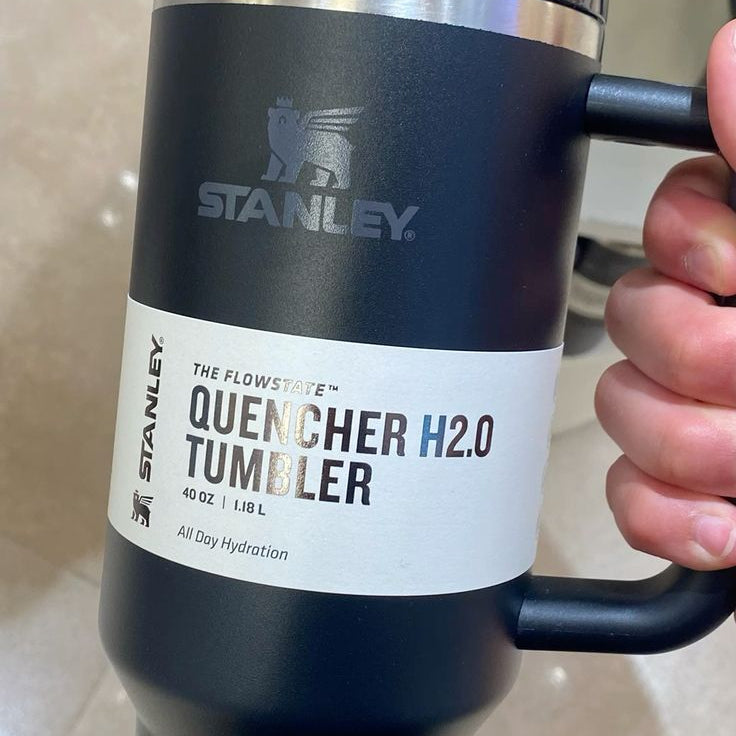 STANLEY®
STANLEY®
THE FLOWSTATE™
QUENCHER H2.0
TUMBLER
40 OZ | 1.18 L
All Day Hydration